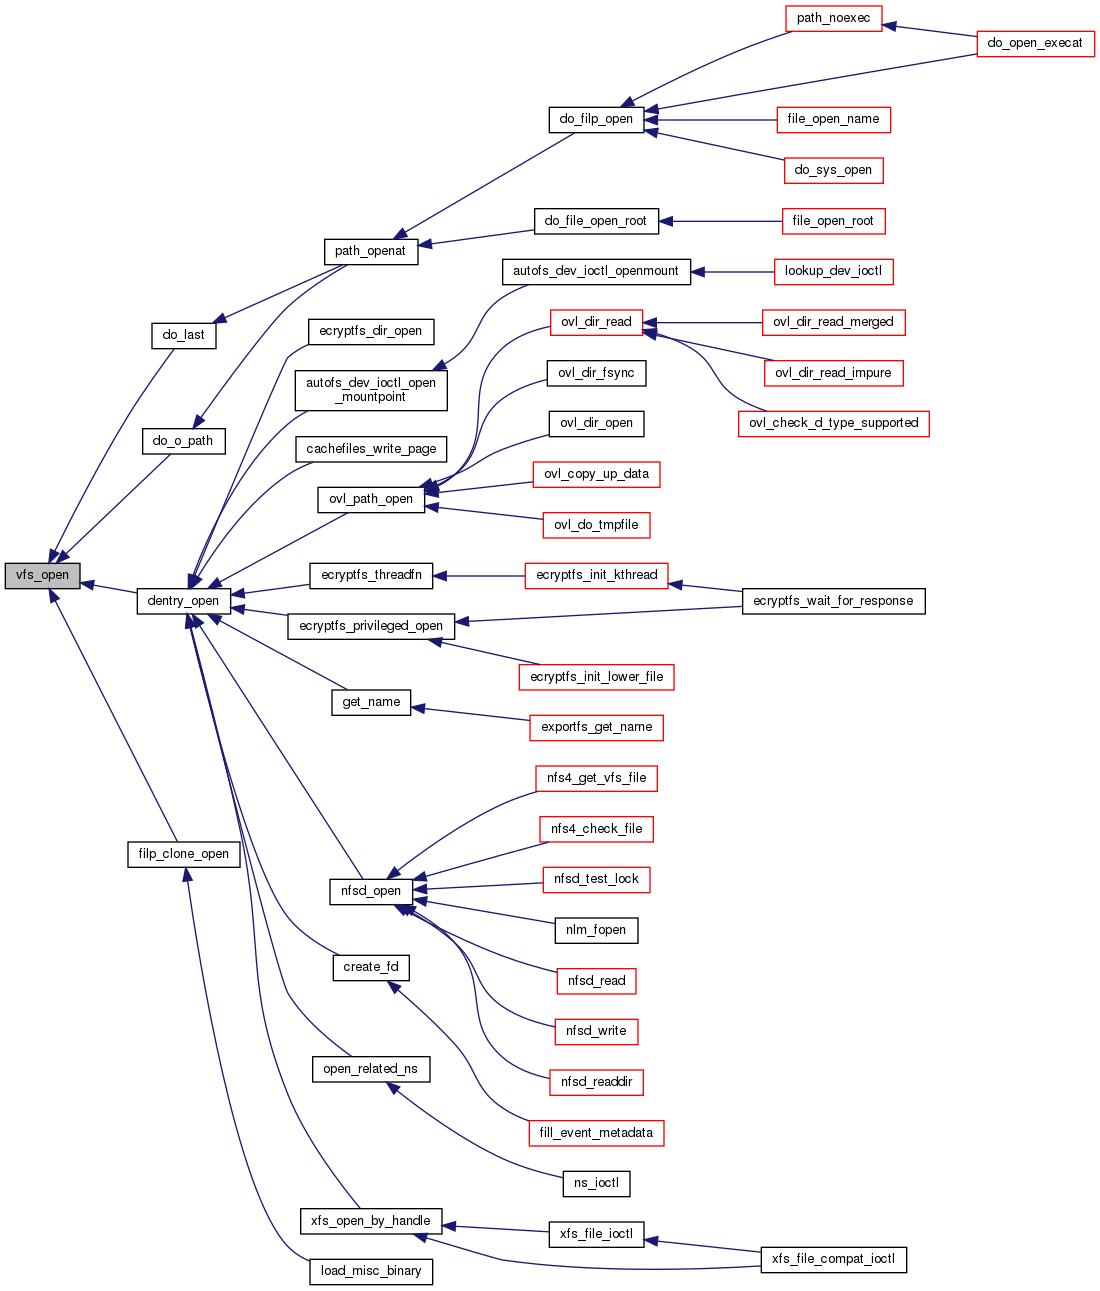 path_noexec
do_open_execat
do_filp_open
file_open_name
do_sys_open
do_file_open_root
file_open_root
path_openat
autofs_dev_ioctl_openmount
lookup_dev_ioctl
do_last
ecryptfs_dir_open
ovl_dir_read
ovl_dir_read_merged
autofs_dev_ioctl_open
_mountpoint
ovl_dir_fsync
ovl_dir_read_impure
do_o_path
ovl_dir_open
ovl_check_d_type_supported
cachefiles_write_page
ovl_copy_up_data
ovl_path_open
ovl_do_tmpfile
vfs_open
ecryptfs_threadfn
ecryptfs_init_kthread
dentry_open
ecryptfs_wait_for_response
ecryptfs_privileged_open
ecryptfs_init_lower_file
get_name
exportfs_get_name
nfs4_get_vfs_file
nfs4_check_file
filp_clone_open
nfsd_test_lock
nfsd_open
nlm_fopen
create_fd
nfsd_read
nfsd_write
open_related_ns
nfsd_readdir
fill_event_metadata
ns_ioctl
xfs_open_by_handle
xfs_file_ioctl
xfs_file_compat_ioctl
load_misc_binary